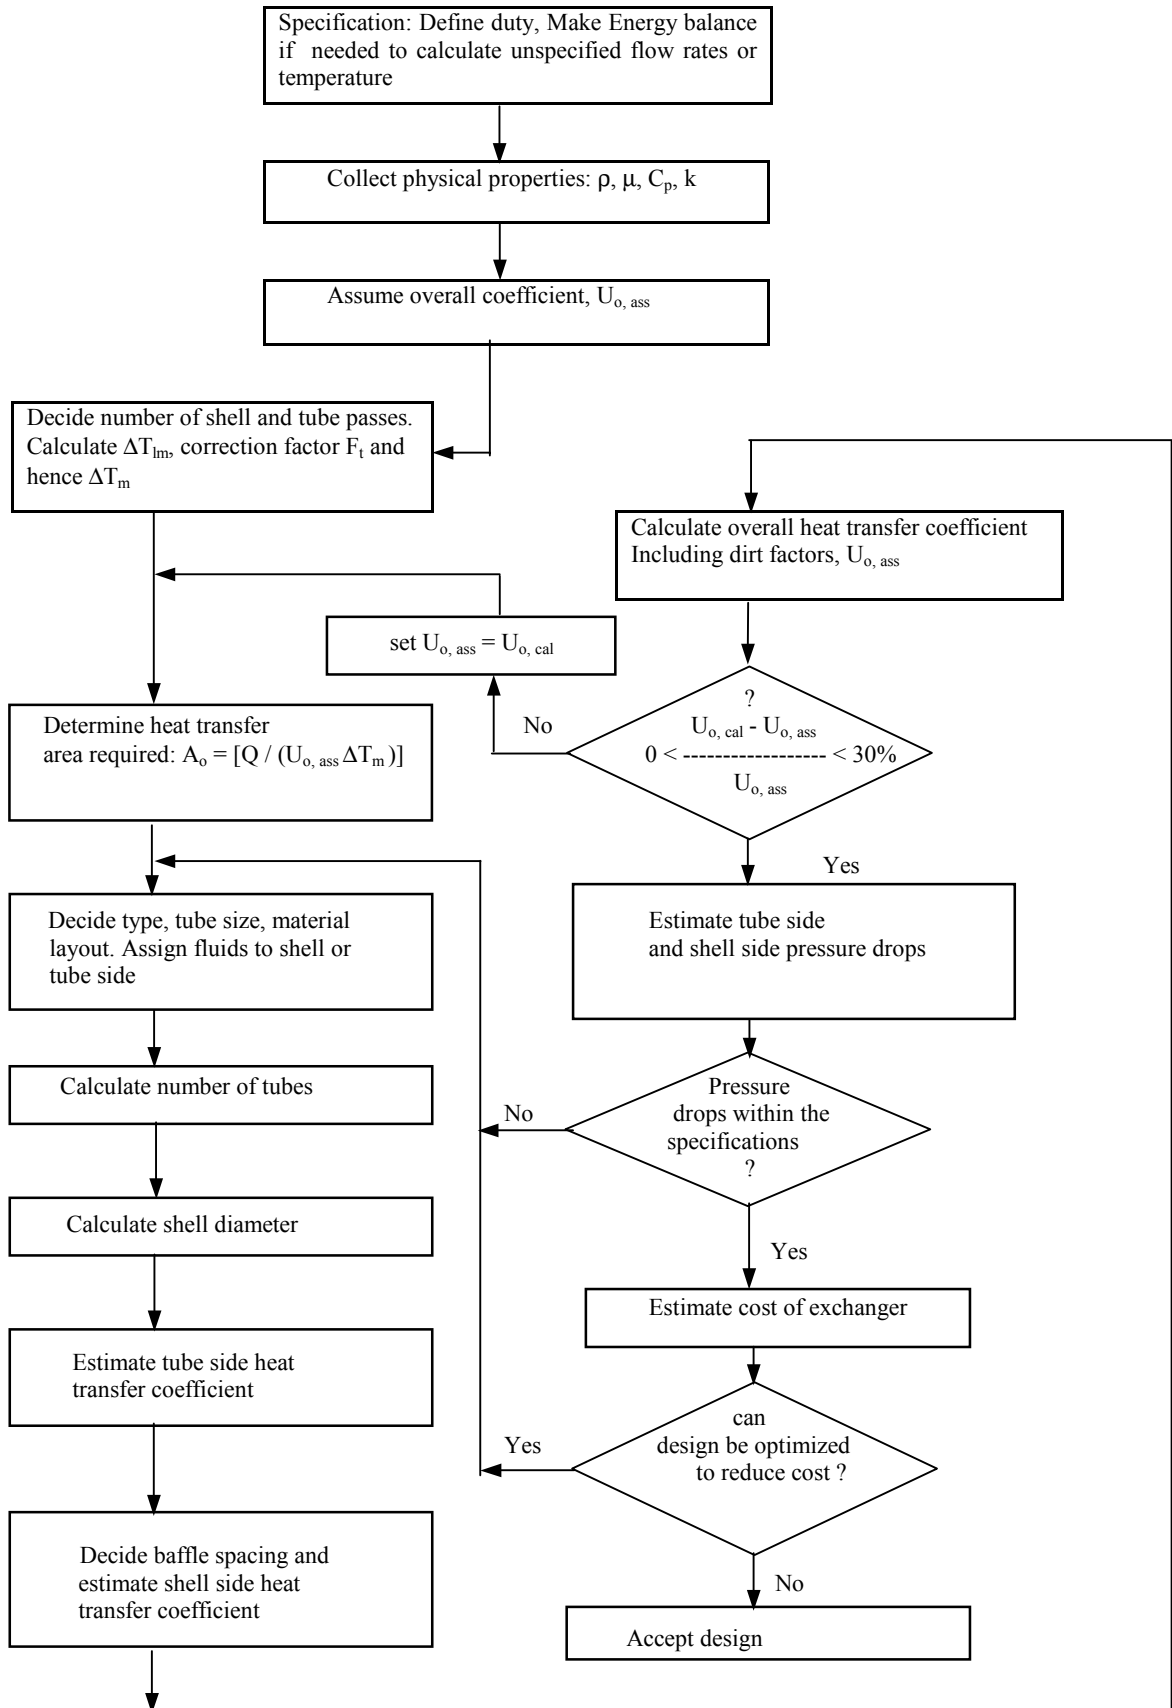 Specification: Define duty, Make Energy balance
if needed to calculate unspecified flow rates or
temperature
Collect physical properties: ρ, μ, Cp, k
Assume overall coefficient, Uo, ass
Decide number of shell and tube passes.
Calculate ΔTlm, correction factor Ft and
hence ΔTm
Determine heat transfer
area required: Ao = [Q / (Uo, ass ΔTm )]
Decide type, tube size, material
layout. Assign fluids to shell or
tube side
Calculate number of tubes
Calculate shell diameter
Estimate tube side heat
transfer coefficient
Decide baffle spacing and
estimate shell side heat
transfer coefficient
Calculate overall heat transfer coefficient
Including dirt factors, Uo, ass
set Uo, ass = Uo, cal
No
?
Uo, cal - Uo, ass
0 < ------------------ < 30%
Uo, ass
Yes
Estimate tube side
and shell side pressure drops
No
Pressure
drops within the
specifications
?
Yes
Estimate cost of exchanger
Yes
can
design be optimized
to reduce cost ?
No
Accept design